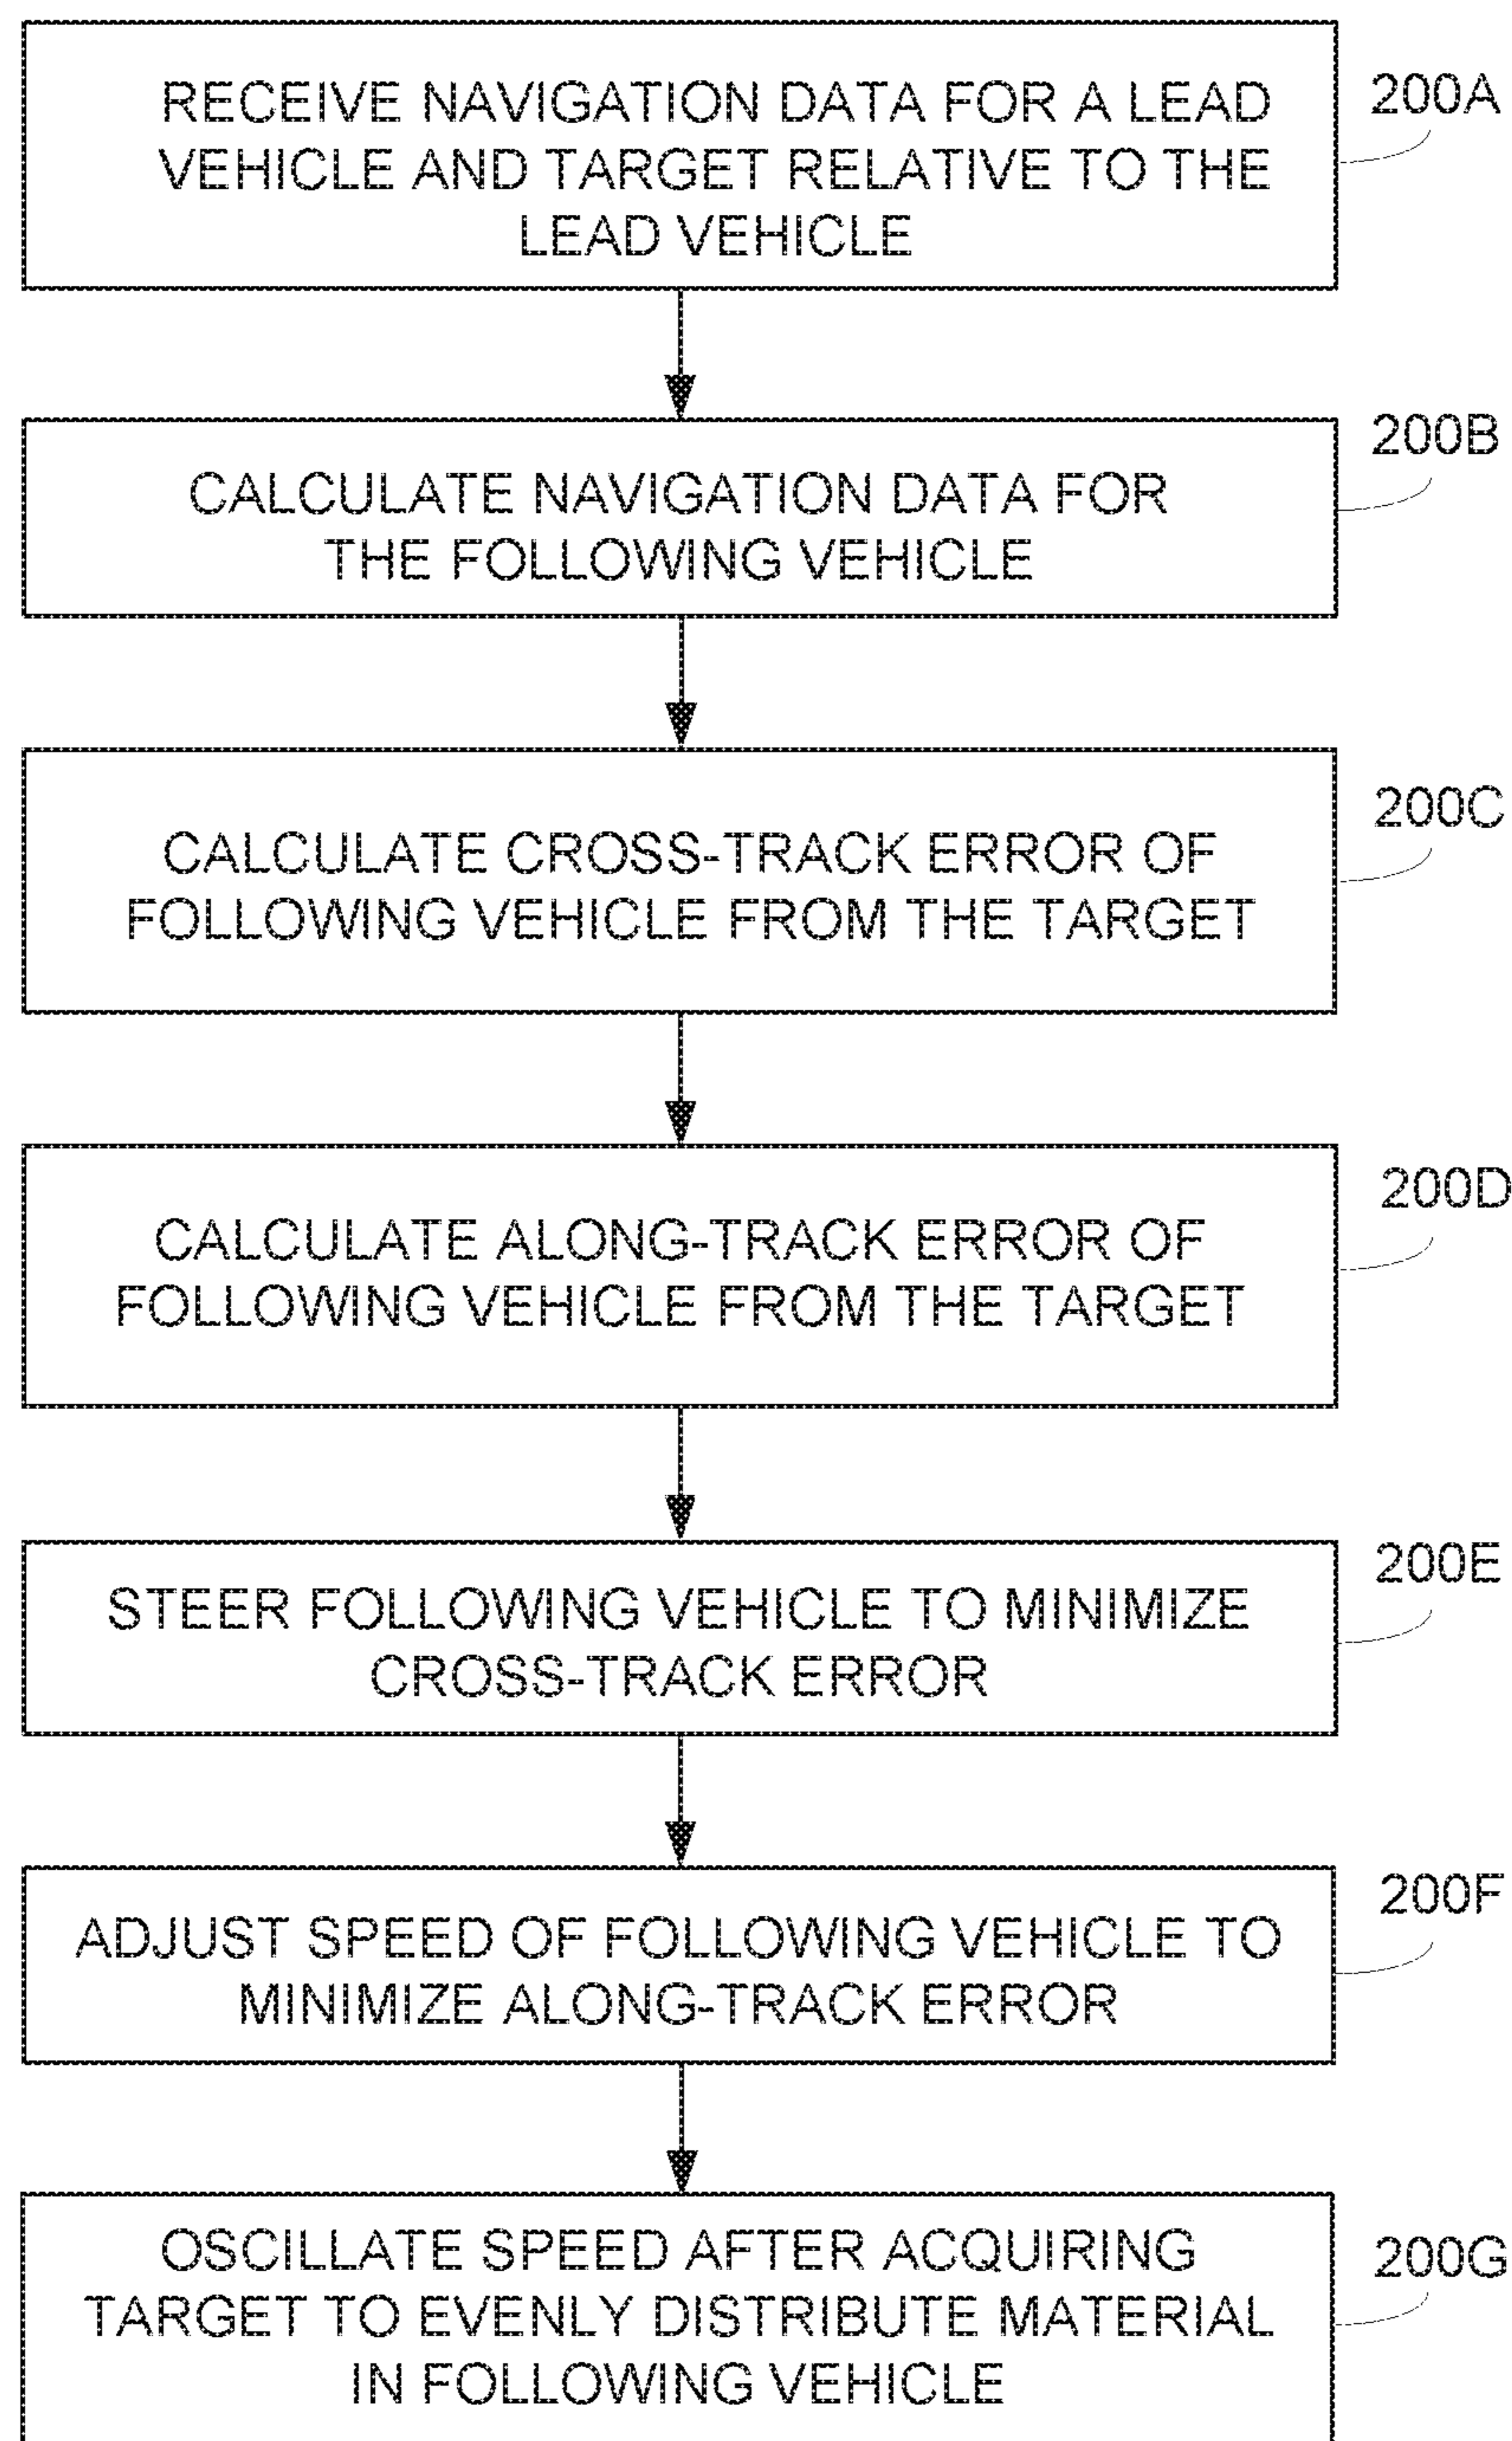 RECEIVE NAVIGATION DATA FOR A LEAD
VEHICLE AND TARGET RELATIVE TO THE
LEAD VEHICLE
200A
CALCULATE NAVIGATION DATA FOR
THE FOLLOWING VEHICLE
200B
CALCULATE CROSS-TRACK ERROR OF
FOLLOWING VEHICLE FROM THE TARGET
200C
CALCULATE ALONG-TRACK ERROR OF
FOLLOWING VEHICLE FROM THE TARGET
200D
STEER FOLLOWING VEHICLE TO MINIMIZE
CROSS-TRACK ERROR
200E
ADJUST SPEED OF FOLLOWING VEHICLE TO
MINIMIZE ALONG-TRACK ERROR
200F
OSCILLATE SPEED AFTER ACQUIRING
TARGET TO EVENLY DISTRIBUTE MATERIAL
IN FOLLOWING VEHICLE
200G